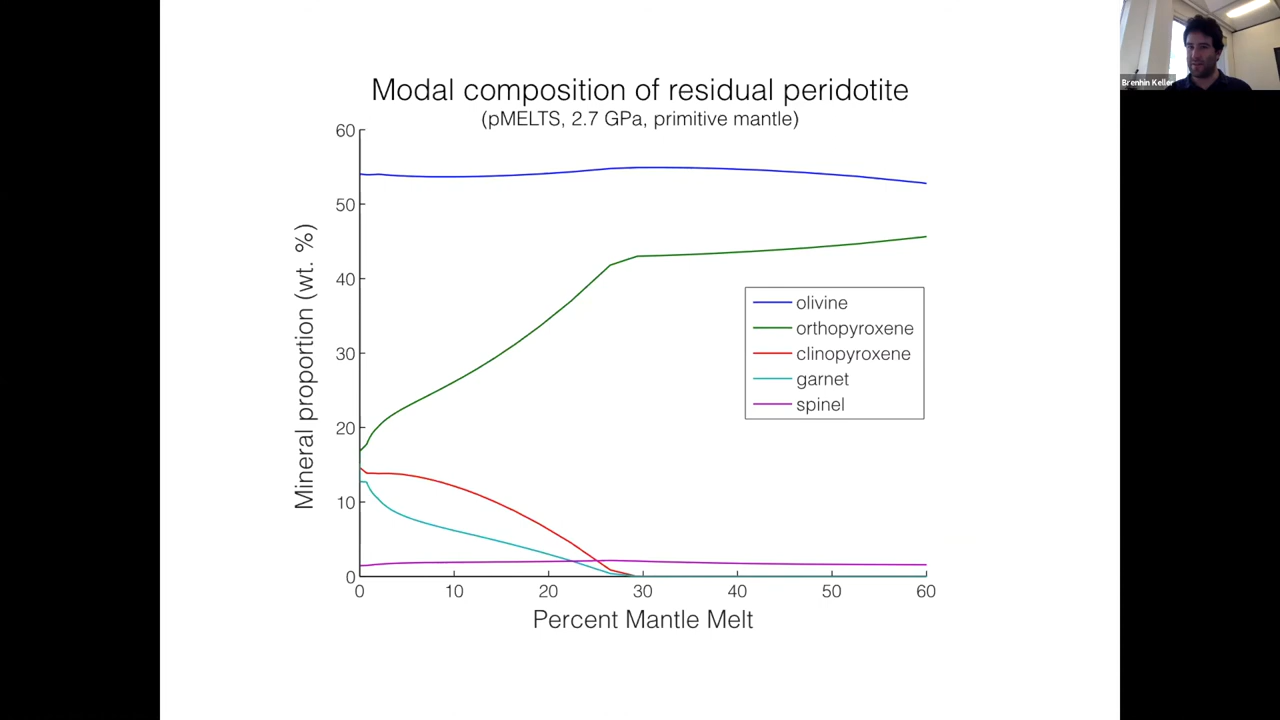 Brenhin Keller
Modal composition of residual peridotite
(pMELTS, 2.7 GPa, primitive mantle)
60
50
40
30
20
10
0
Mineral proportion (wt. %)
olivine
orthopyroxene
clinopyroxene
garnet
spinel
0 10 20 30 40 50 60
Percent Mantle Melt